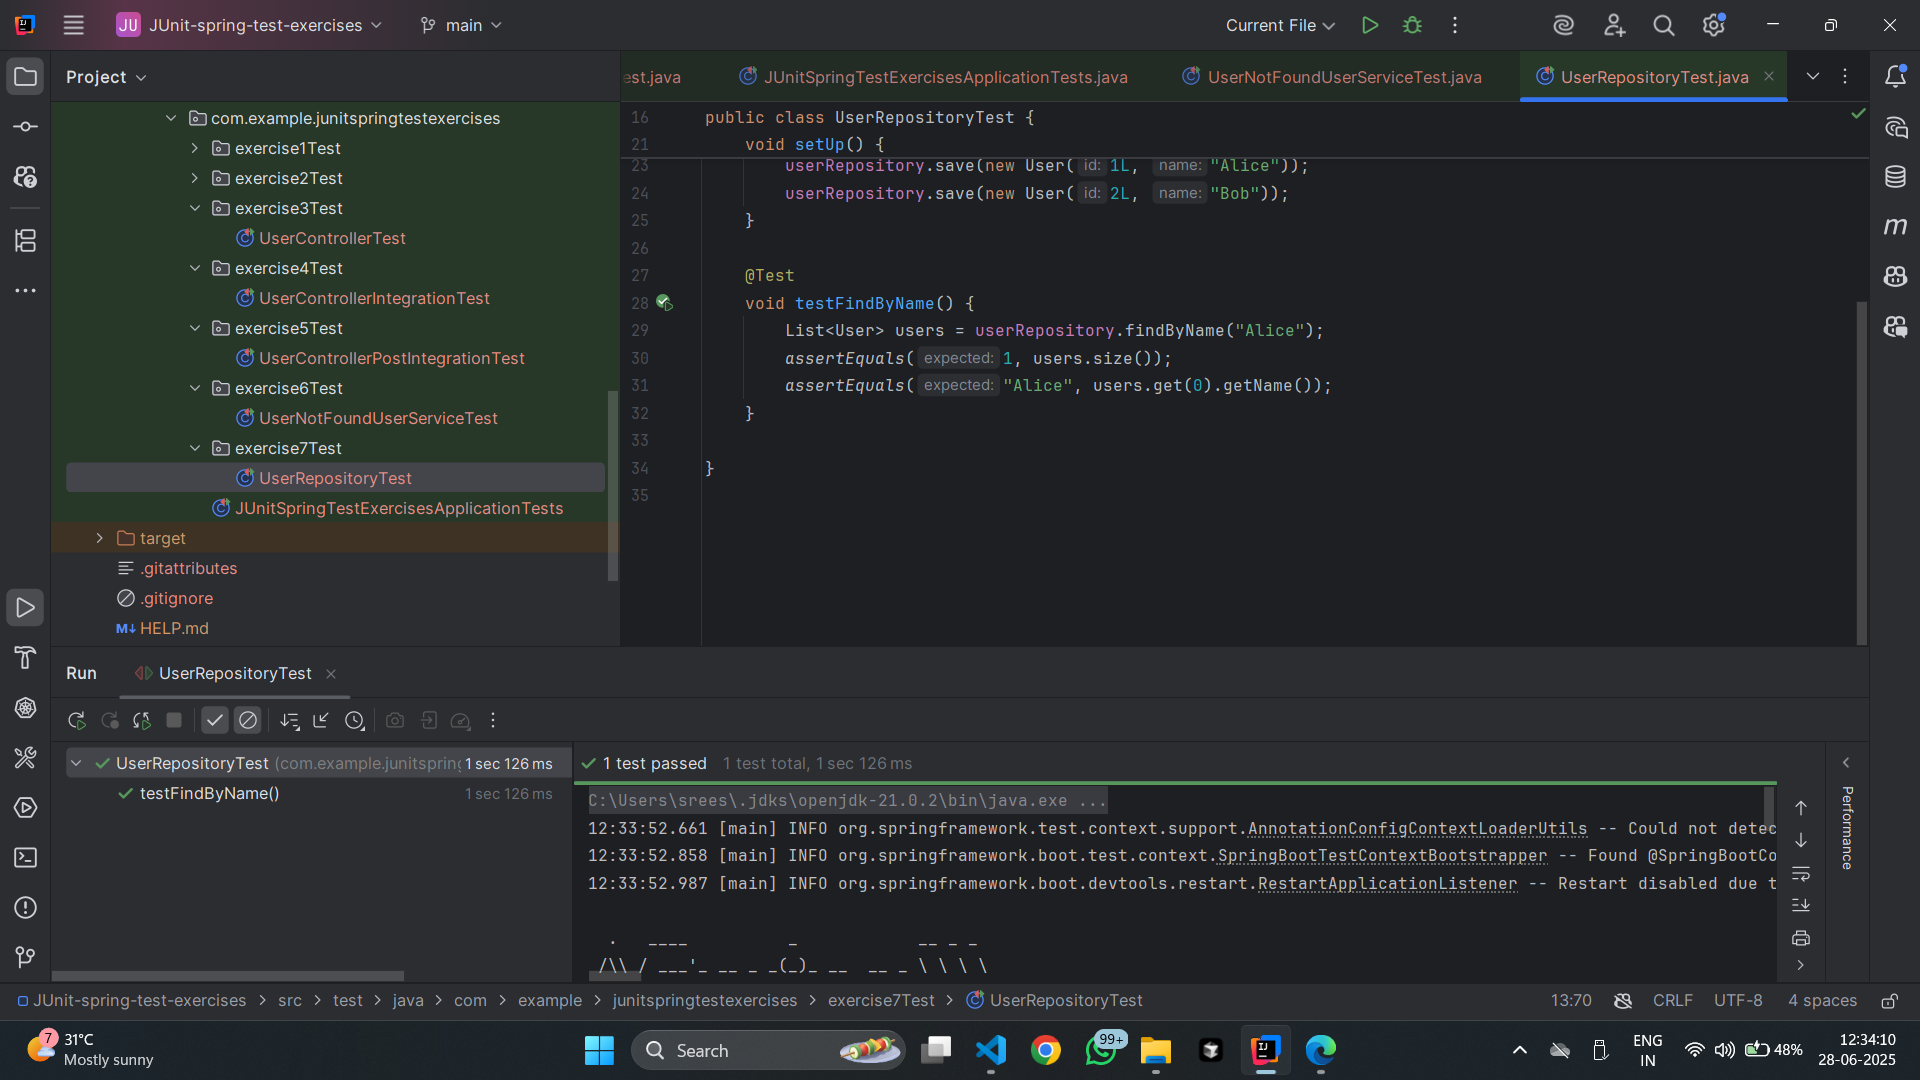 JU JUnit-spring-test-exercises main Current File
Project
est.java JUnitSpringTestExercisesApplicationTests.java UserNotFoundUserServiceTest.java UserRepositoryTest.java
com.example.junitspringtestexercises
exercise1Test
exercise2Test
exercise3Test
UserControllerTest
exercise4Test
UserControllerIntegrationTest
exercise5Test
UserControllerPostIntegrationTest
exercise6Test
UserNotFoundUserServiceTest
exercise7Test
UserRepositoryTest
JUnitSpringTestExercisesApplicationTests
target
.gitattributes
.gitignore
M↓ HELP.md
16 public class UserRepositoryTest {
21 void setUp() {
23 userRepository.save(new User( id: 1L, name: "Alice"));
24 userRepository.save(new User( id: 2L, name: "Bob"));
25 }
26
27 @Test
28 void testFindByName() {
29 List<User> users = userRepository.findByName("Alice");
30 assertEquals( expected: 1, users.size());
31 assertEquals( expected: "Alice", users.get(0).getName());
32 }
33
34 }
35
m
Run UserRepositoryTest
UserRepositoryTest (com.example.junitspring 1 sec 126 ms
testFindByName() 1 sec 126 ms
1 test passed 1 test total, 1 sec 126 ms
C:\Users\srees\.jdks\openjdk-21.0.2\bin\java.exe ...
12:33:52.661 [main] INFO org.springframework.test.context.support.AnnotationConfigContextLoaderUtils -- Could not detec
12:33:52.858 [main] INFO org.springframework.boot.test.context.SpringBootTestContextBootstrapper -- Found @SpringBootCo
12:33:52.987 [main] INFO org.springframework.boot.devtools.restart.RestartApplicationListener -- Restart disabled due t
.   ____          _            __ _ _
/\\ / ___'_ __ _ _(_)_ __  __ _ \ \ \ \
Performance
JUnit-spring-test-exercises > src > test > java > com > example > junitspringtestexercises > exercise7Test > UserRepositoryTest 13:70 CRLF UTF-8 4 spaces
7 31°C
Mostly sunny
Search
99+
ENG
IN
48%
12:34:10
28-06-2025